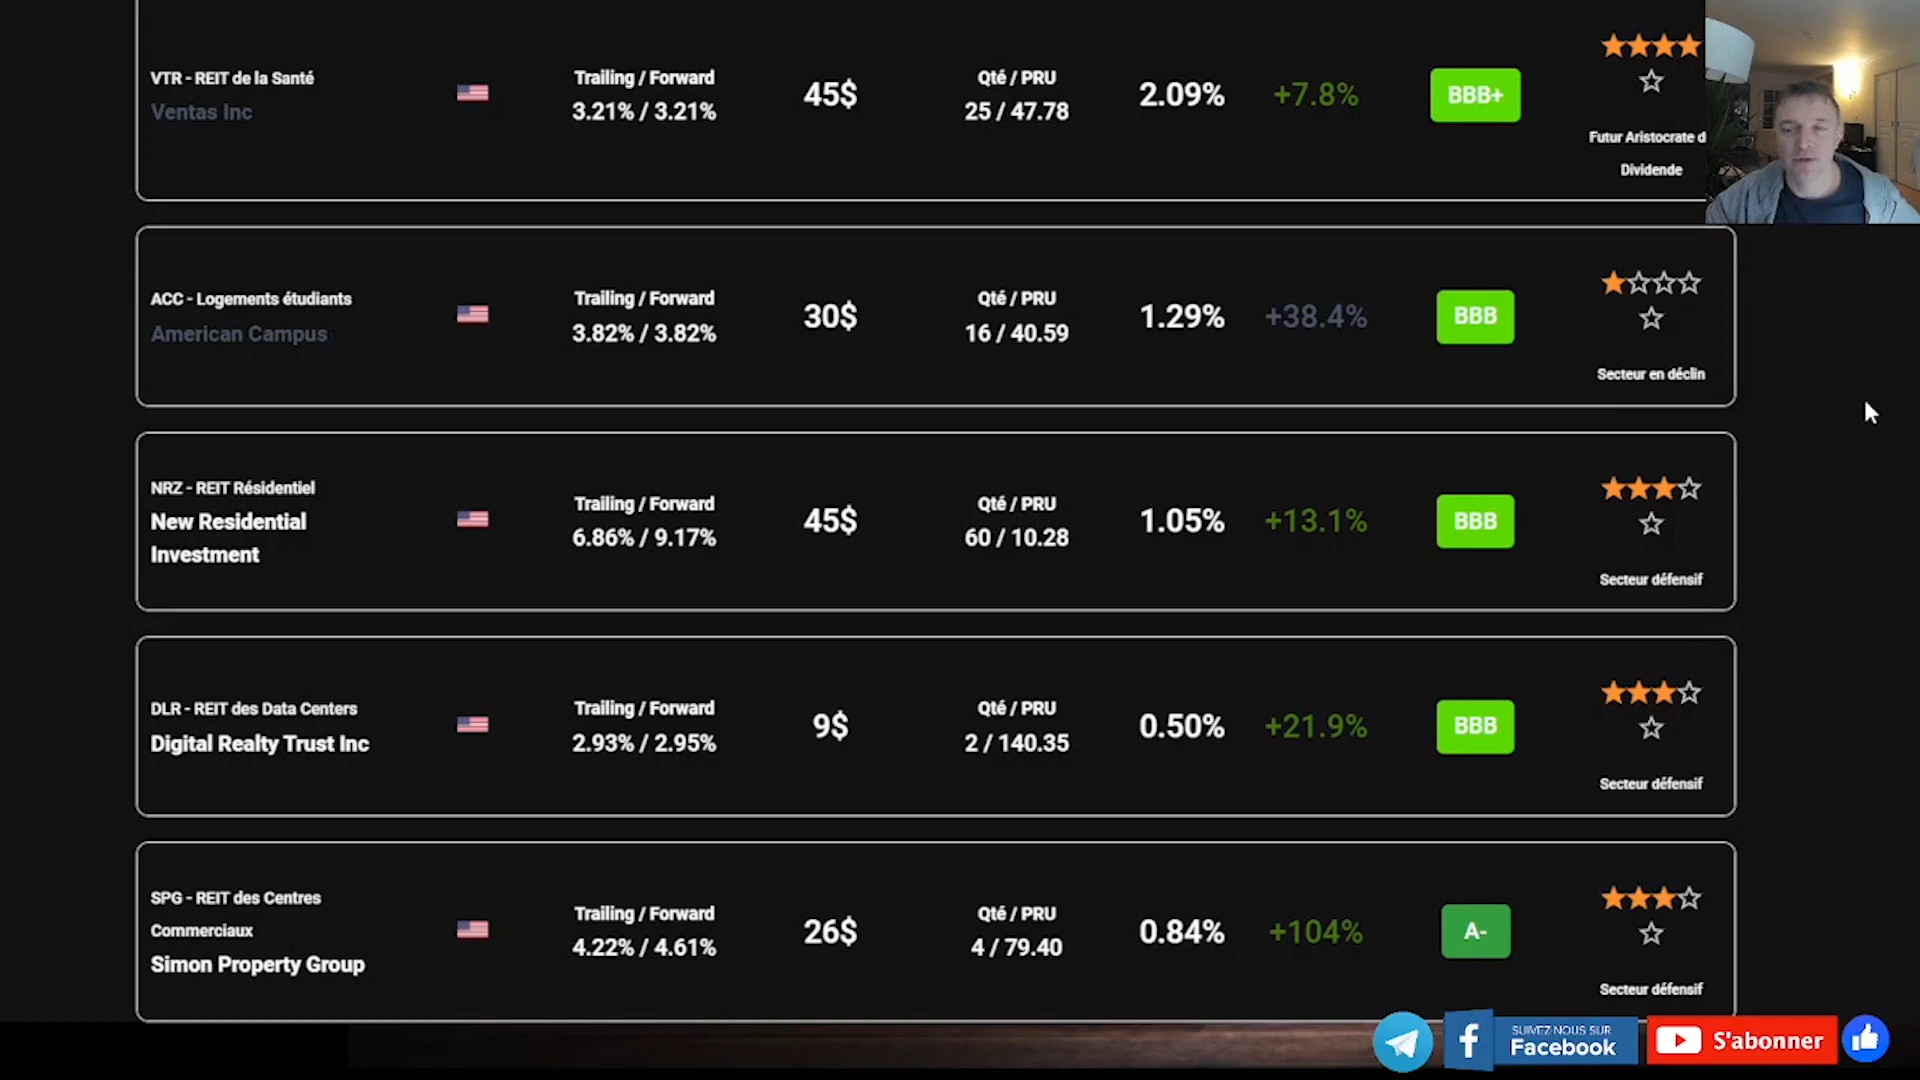 VTR - REIT de la Santé
Ventas Inc
Trailing / Forward
3.21% / 3.21%
45$
Qté / PRU
25 / 47.78
2.09%
+7.8%
BBB+
Futur Aristocrate d
Dividende
ACC - Logements étudiants
American Campus
Trailing / Forward
3.82% / 3.82%
30$
Qté / PRU
16 / 40.59
1.29%
+38.4%
BBB
Secteur en déclin
NRZ - REIT Résidentiel
New Residential
Investment
Trailing / Forward
6.86% / 9.17%
45$
Qté / PRU
60 / 10.28
1.05%
+13.1%
BBB
Secteur défensif
DLR - REIT des Data Centers
Digital Realty Trust Inc
Trailing / Forward
2.93% / 2.95%
9$
Qté / PRU
2 / 140.35
0.50%
+21.9%
BBB
Secteur défensif
SPG - REIT des Centres
Commerciaux
Simon Property Group
Trailing / Forward
4.22% / 4.61%
26$
Qté / PRU
4 / 79.40
0.84%
+104%
A-
Secteur défensif
SUIVEZ-NOUS SUR
Facebook
S'abonner